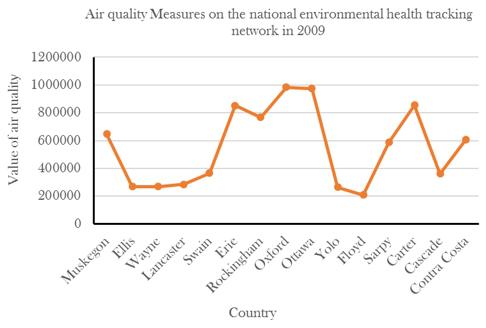 Air quality Measures on the national environmental health tracking
network in 2009
1200000
1000000
800000
600000
400000
200000
0
Value of air quality
Muskegon
Ellis
Wayne
Lancaster
Swain
Erie
Rockingham
Oxford
Ottawa
Yolo
Floyd
Sarpy
Carter
Cascade
Contra Costa
Country